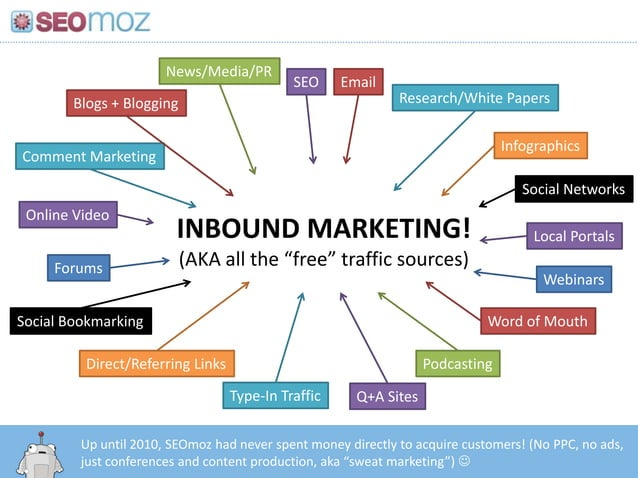 SEOmoz
News/Media/PR
SEO
Email
Blogs + Blogging
Research/White Papers
Comment Marketing
Infographics
Social Networks
Online Video
INBOUND MARKETING!
Local Portals
(AKA all the “free” traffic sources)
Forums
Webinars
Social Bookmarking
Word of Mouth
Direct/Referring Links
Podcasting
Type-In Traffic
Q+A Sites
Up until 2010, SEOmoz had never spent money directly to acquire customers! (No PPC, no ads,
just conferences and content production, aka “sweat marketing”) ☺